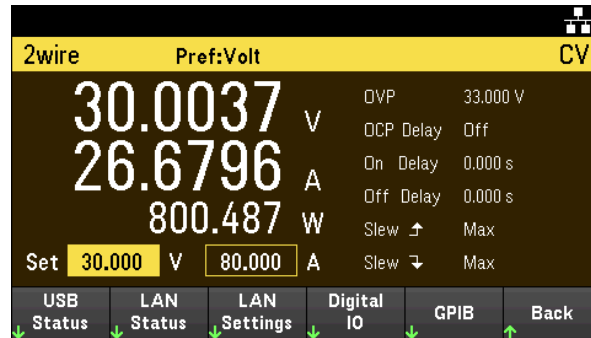 2wire Pref:Volt CV
30.0037 V
26.6796 A
800.487 W
Set 30.000 V 80.000 A
OVP 33.000 V
OCP Delay Off
On Delay 0.000 s
Off Delay 0.000 s
Slew Max
Slew Max
USB Status
LAN Status
LAN Settings
Digital IO
GPIB
Back